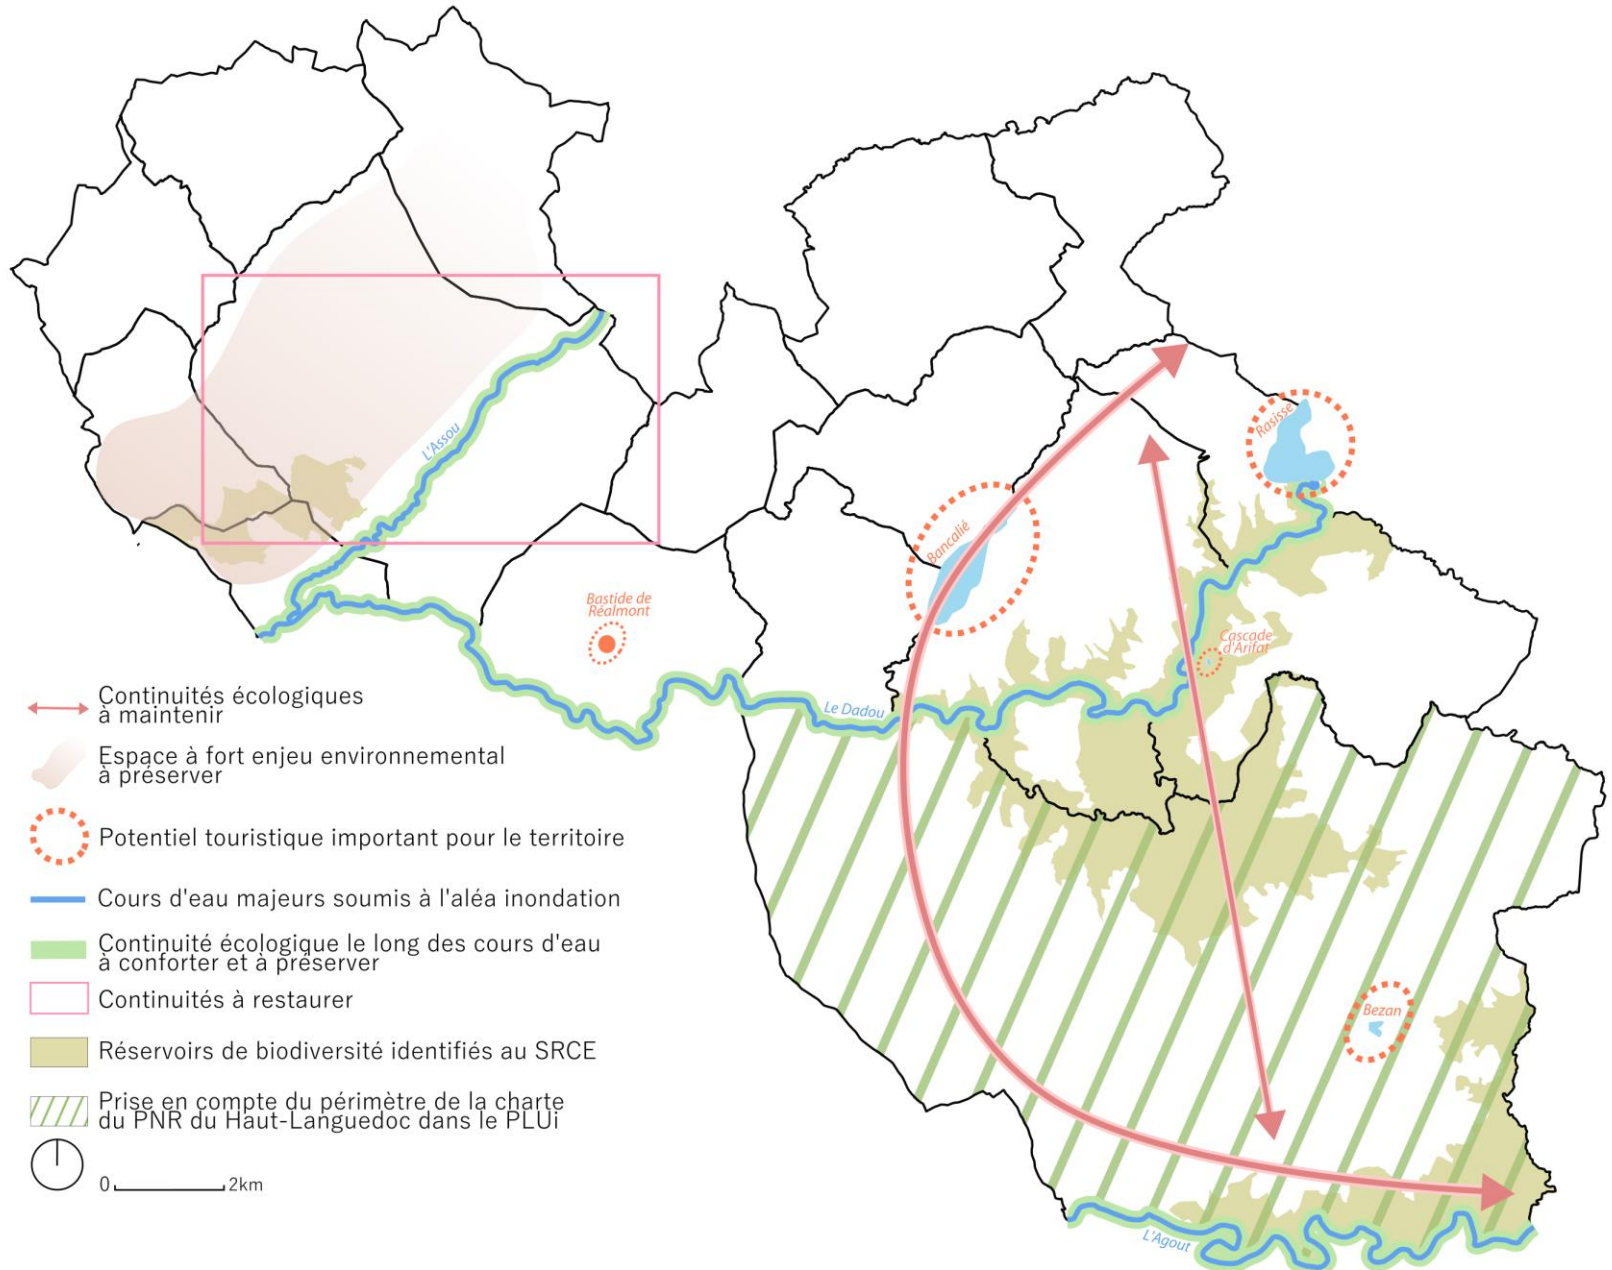 L'Assou
Rasisse
Bancalié
Bastide de
Réalmont
Cascade
d'Arifat
Le Dadou
Bezan
L'Agout
Continuités écologiques
à maintenir
Espace à fort enjeu environnemental
à préserver
Potentiel touristique important pour le territoire
Cours d'eau majeurs soumis à l'aléa inondation
Continuité écologique le long des cours d'eau
à conforter et à préserver
Continuités à restaurer
Réservoirs de biodiversité identifiés au SRCE
Prise en compte du périmètre de la charte
du PNR du Haut-Languedoc dans le PLUi
0 2km